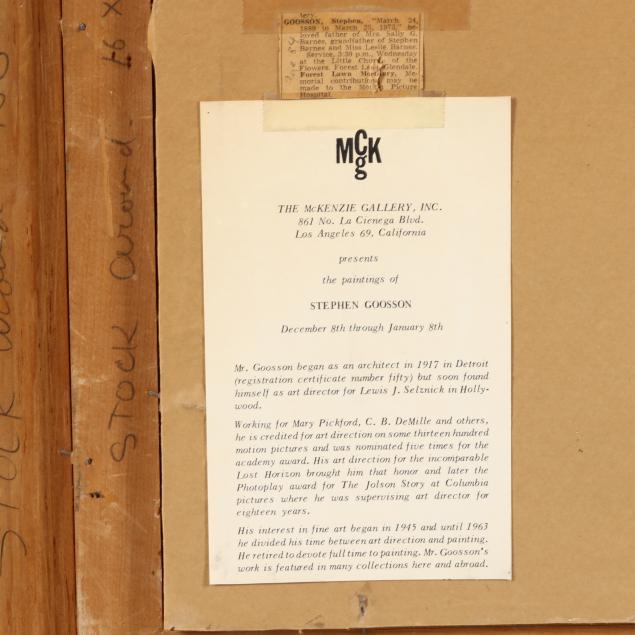 tery.
GOOSSON, Stephen, "March 24,
1889 to March 25, 1973," be-
loved father of Mrs. Sally G.
Barnes, grandfather of Stephen
Barnes and Miss Leslie Barnes.
Service, 3:30 p.m., Wednesday
at the Little Church of the
Flowers, Forest Lawn Glendale.
Forest Lawn Mortuary, Me-
morial contributions may be
made to the Motion Picture
Hospital.
McgK
THE McKENZIE GALLERY, INC.
861 No. La Cienega Blvd.
Los Angeles 69, California
presents
the paintings of
STEPHEN GOOSSON
December 8th through January 8th
Mr. Goosson began as an architect in 1917 in Detroit
(registration certificate number fifty) but soon found
himself as art director for Lewis J. Selznick in Holly-
wood.
Working for Mary Pickford, C. B. DeMille and others,
he is credited for art direction on some thirteen hundred
motion pictures and was nominated five times for the
academy award. His art direction for the incomparable
Lost Horizon brought him that honor and later the
Photoplay award for The Jolson Story at Columbia
pictures where he was supervising art director for
eighteen years.
His interest in fine art began in 1945 and until 1963
he divided his time between art direction and painting.
He retired to devote full time to painting. Mr. Goosson's
work is featured in many collections here and abroad.
STOCK around
STOCK